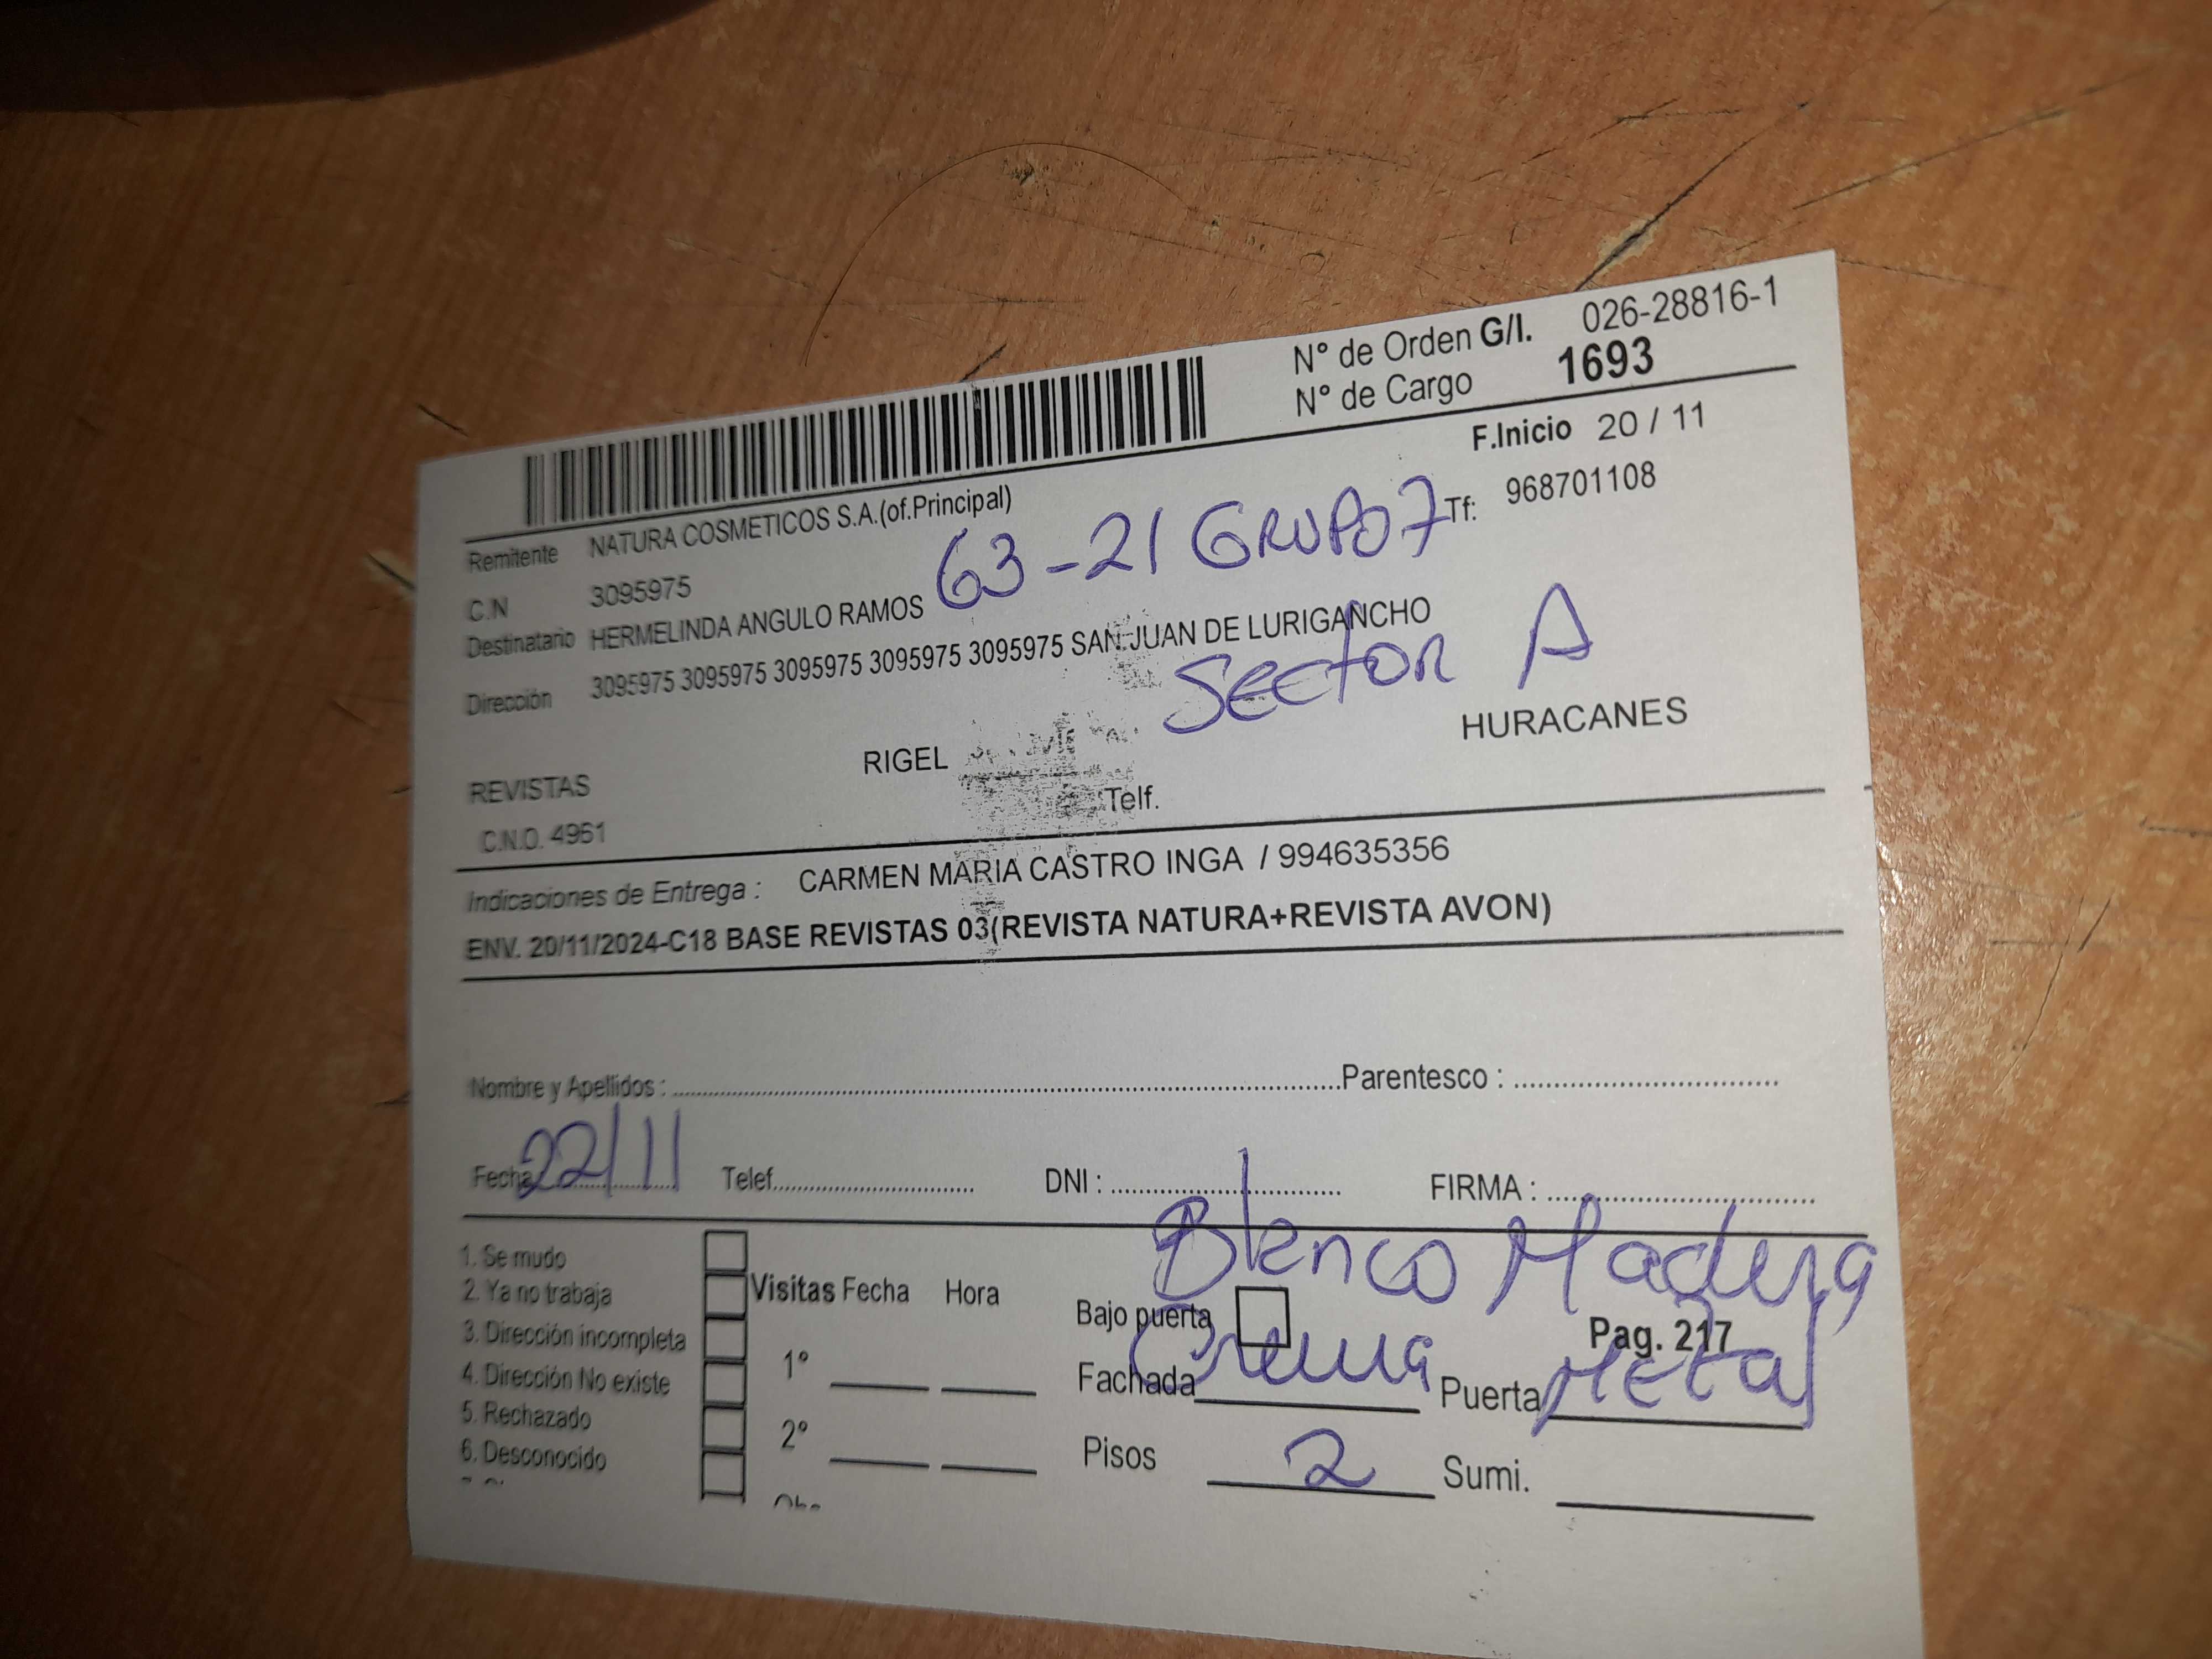 N° de Orden G/I. 026-28816-1
N° de Cargo 1693
F.Inicio 20 / 11
Remitente NATURA COSMETICOS S.A.(of.Principal)
63-21 GRUPO 7 Tf: 968701108
C.N 3095975
Destinatario HERMELINDA ANGULO RAMOS
Dirección 3095975 3095975 3095975 3095975 3095975 SAN JUAN DE LURIGANCHO
Sector A
RIGEL HURACANES
REVISTAS
Telf.
C.N.O. 4961
Indicaciones de Entrega : CARMEN MARIA CASTRO INGA / 994635356
ENV. 20/11/2024-C18 BASE REVISTAS 03(REVISTA NATURA+REVISTA AVON)
Nombre y Apellidos : Parentesco :
Fecha 22/11 Telef. DNI : FIRMA :
Blanco Madera
1. Se mudo
2. Ya no trabaja Visitas Fecha Hora Bajo puerta
3. Dirección incompleta Pag. 217
4. Dirección No existe 1° Fachada Crema Puerta Metal
5. Rechazado
6. Desconocido 2° Pisos 2 Sumi.